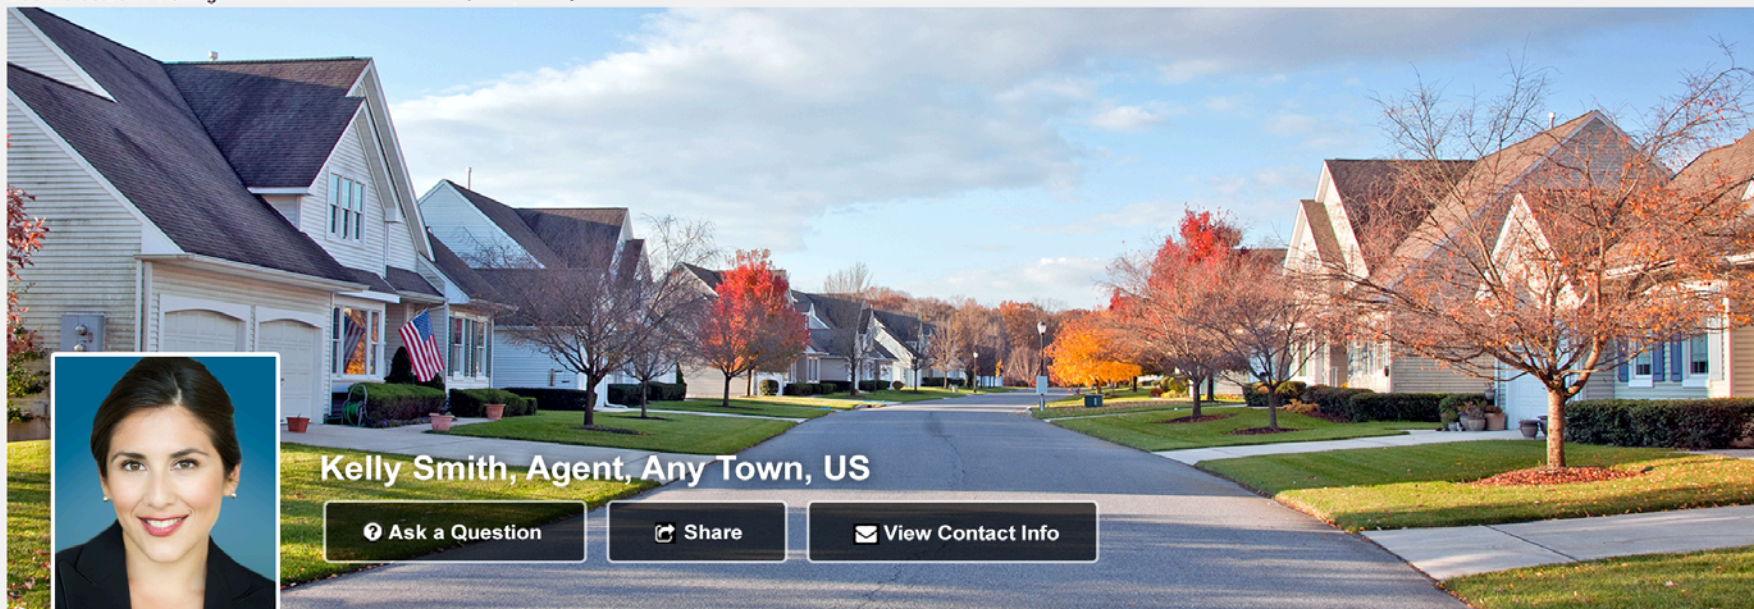 Kelly Smith, Agent, Any Town, US
Ask a Question
Share
View Contact Info